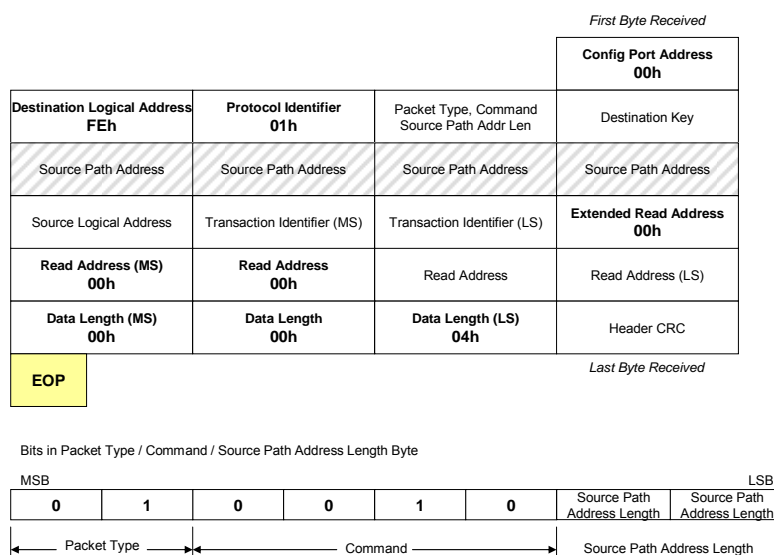 First Byte Received
Config Port Address
00h
Destination Logical Address
FEh
Protocol Identifier
01h
Packet Type, Command
Source Path Addr Len
Destination Key
Source Path Address
Source Path Address
Source Path Address
Source Path Address
Source Logical Address
Transaction Identifier (MS)
Transaction Identifier (LS)
Extended Read Address
00h
Read Address (MS)
00h
Read Address
00h
Read Address
Read Address (LS)
Data Length (MS)
00h
Data Length
00h
Data Length (LS)
04h
Header CRC
EOP
Last Byte Received
Bits in Packet Type / Command / Source Path Address Length Byte
MSB
LSB
0
1
0
0
1
0
Source Path
Address Length
Source Path
Address Length
Packet Type
Command
Source Path Address Length